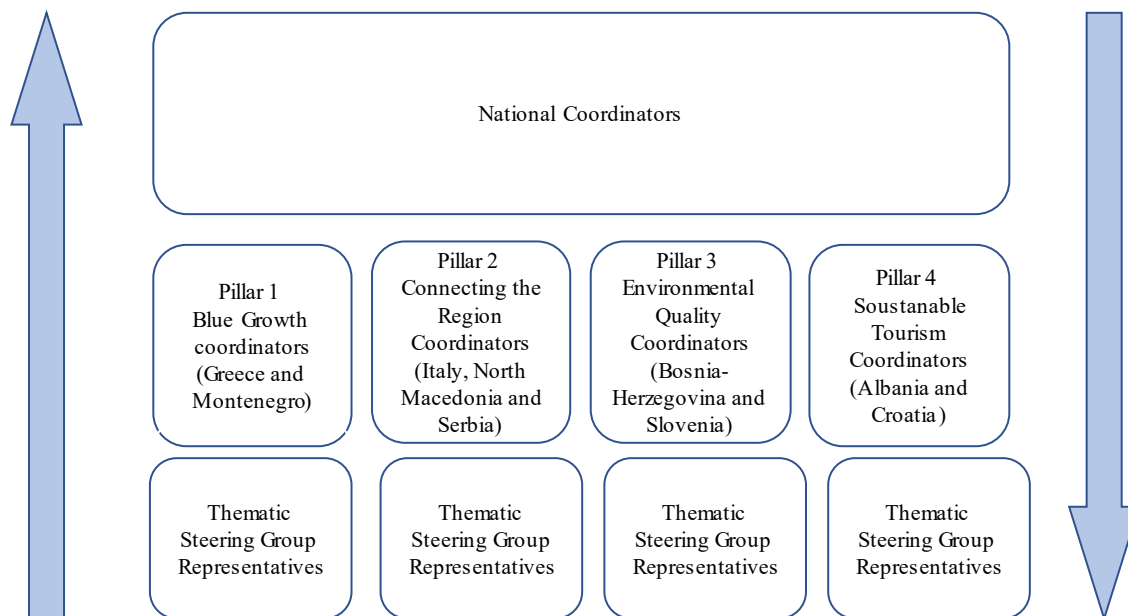 National Coordinators
Pillar 1
Blue Growth
coordinators
(Greece and
Montenegro)
Pillar 2
Connecting the
Region
Coordinators
(Italy, North
Macedonia and
Serbia)
Pillar 3
Environmental
Quality
Coordinators
(Bosnia-
Herzegovina and
Slovenia)
Pillar 4
Soustanable
Tourism
Coordinators
(Albania and
Croatia)
Thematic
Steering Group
Representatives
Thematic
Steering Group
Representatives
Thematic
Steering Group
Representatives
Thematic
Steering Group
Representatives